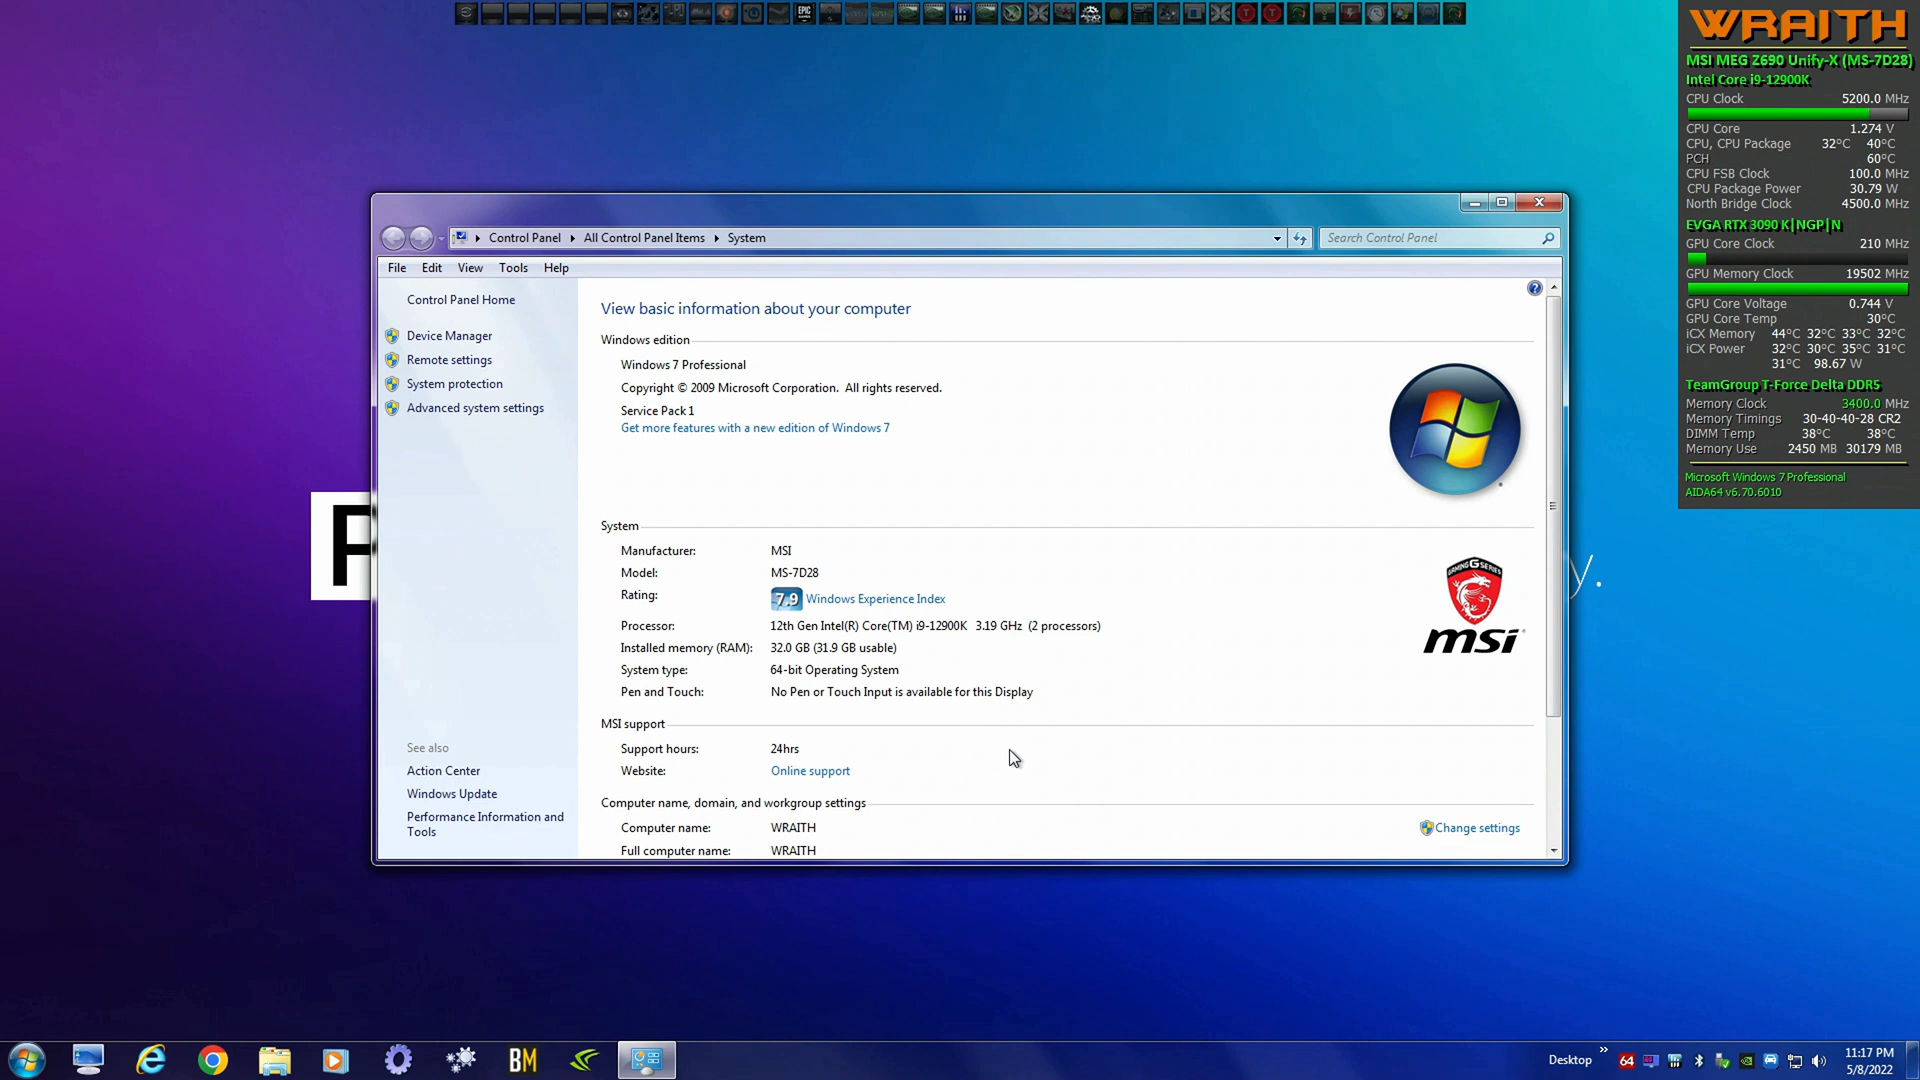 EPIC
WRAITH
MSI MEG Z690 Unify-X (MS-7D28)
Intel Core i9-12900K
CPU Clock 5200.0 MHz
CPU Core 1.274 V
CPU, CPU Package 32°C 40°C
PCH 60°C
CPU FSB Clock 100.0 MHz
CPU Package Power 30.79 W
North Bridge Clock 4500.0 MHz
EVGA RTX 3090 K|NGP|N
GPU Core Clock 210 MHz
GPU Memory Clock 19502 MHz
GPU Core Voltage 0.744 V
GPU Core Temp 30°C
iCX Memory 44°C 32°C 33°C 32°C
iCX Power 32°C 30°C 35°C 31°C
31°C 98.67 W
TeamGroup T-Force Delta DDR5
Memory Clock 3400.0 MHz
Memory Timings 30-40-40-28 CR2
DIMM Temp 38°C 38°C
Memory Use 2450 MB 30179 MB
Microsoft Windows 7 Professional
AIDA64 v6.70.6010
Control Panel All Control Panel Items System
Search Control Panel
File Edit View Tools Help
Control Panel Home
Device Manager
Remote settings
System protection
Advanced system settings
See also
Action Center
Windows Update
Performance Information and
Tools
View basic information about your computer
Windows edition
Windows 7 Professional
Copyright © 2009 Microsoft Corporation. All rights reserved.
Service Pack 1
Get more features with a new edition of Windows 7
System
Manufacturer: MSI
Model: MS-7D28
Rating: 7.9 Windows Experience Index
Processor: 12th Gen Intel(R) Core(TM) i9-12900K 3.19 GHz (2 processors)
Installed memory (RAM): 32.0 GB (31.9 GB usable)
System type: 64-bit Operating System
Pen and Touch: No Pen or Touch Input is available for this Display
GAMING G SERIES
msi
MSI support
Support hours: 24hrs
Website: Online support
Computer name, domain, and workgroup settings
Computer name: WRAITH
Change settings
Full computer name: WRAITH
y.
BM
Desktop
64
11:17 PM
5/8/2022